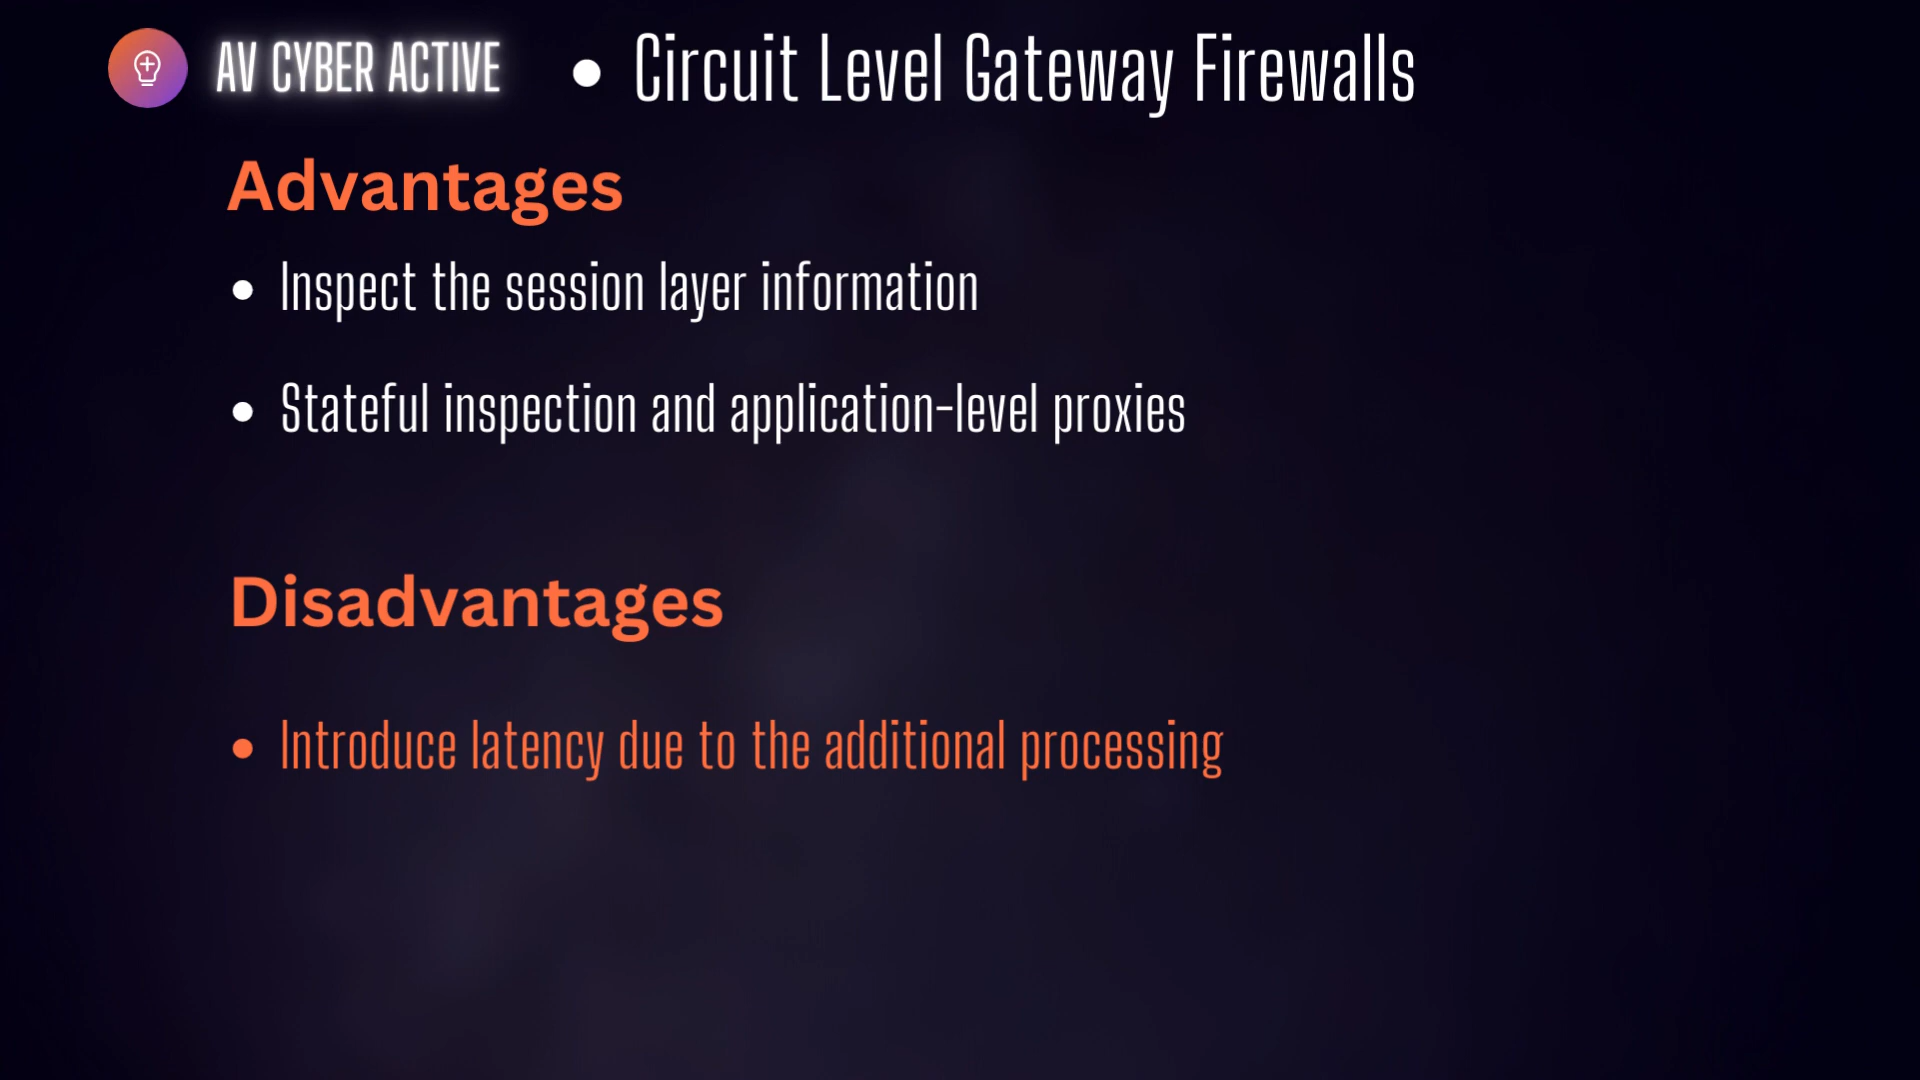 AV CYBER ACTIVE
• Circuit Level Gateway Firewalls
Advantages
• Inspect the session layer information
• Stateful inspection and application-level proxies
Disadvantages
• Introduce latency due to the additional processing